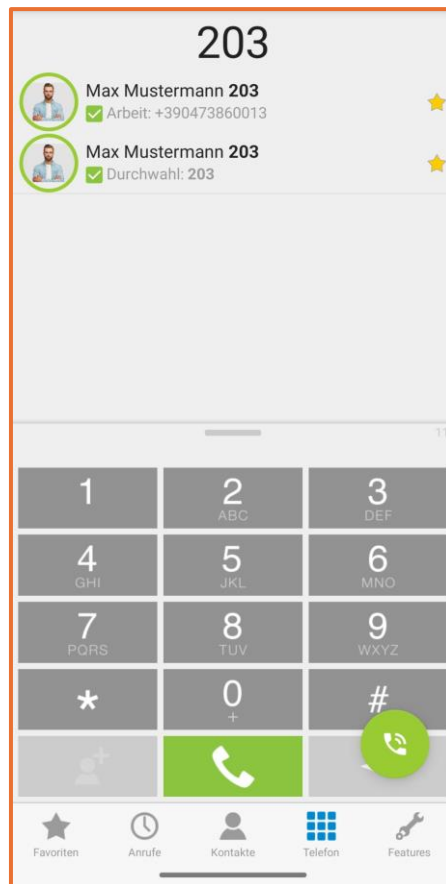 203
Max Mustermann 203
Arbeit: +390473860013
Max Mustermann 203
Durchwahl: 203
11
1
2
ABC
3
DEF
4
GHI
5
JKL
6
MNO
7
PQRS
8
TUV
9
WXYZ
*
0
+
#
Favoriten
Anrufe
Kontakte
Telefon
Features